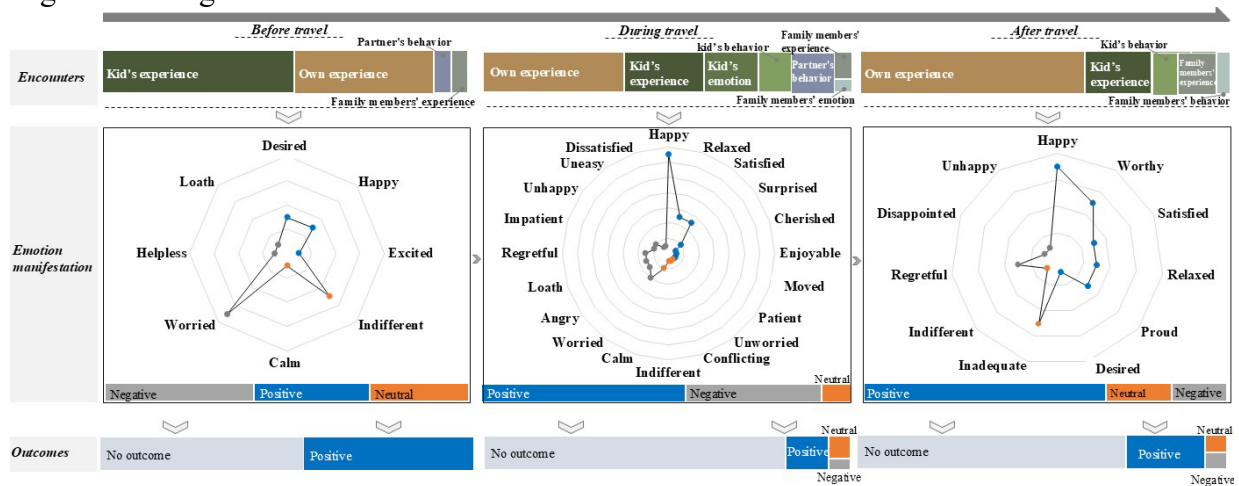 Before travel
During travel
After travel
Encounters
Partner's behavior
Kid's experience
Own experience
Family members' experience
Own experience
Kid's
experience
Kid's
emotion
kid's behavior
Partner's
behavior
Family members'
experience
Family members' emotion
Own experience
Kid's
experience
Kid's behavior
Family
members'
experience
Family members' behavior
Emotion
manifestation
Desired
Happy
Excited
Indifferent
Calm
Worried
Helpless
Loath
Negative
Positive
Neutral
Happy
Relaxed
Satisfied
Surprised
Cherished
Enjoyable
Moved
Patient
Unworried
Conflicting
Indifferent
Calm
Worried
Angry
Loath
Regretful
Impatient
Unhappy
Uneasy
Dissatisfied
Positive
Negative
Neutral
Happy
Worthy
Satisfied
Relaxed
Proud
Desired
Inadequate
Indifferent
Regretful
Disappointed
Unhappy
Positive
Neutral
Negative
Outcomes
No outcome
Positive
No outcome
Positive
Neutral
Negative
No outcome
Positive
Neutral
Negative